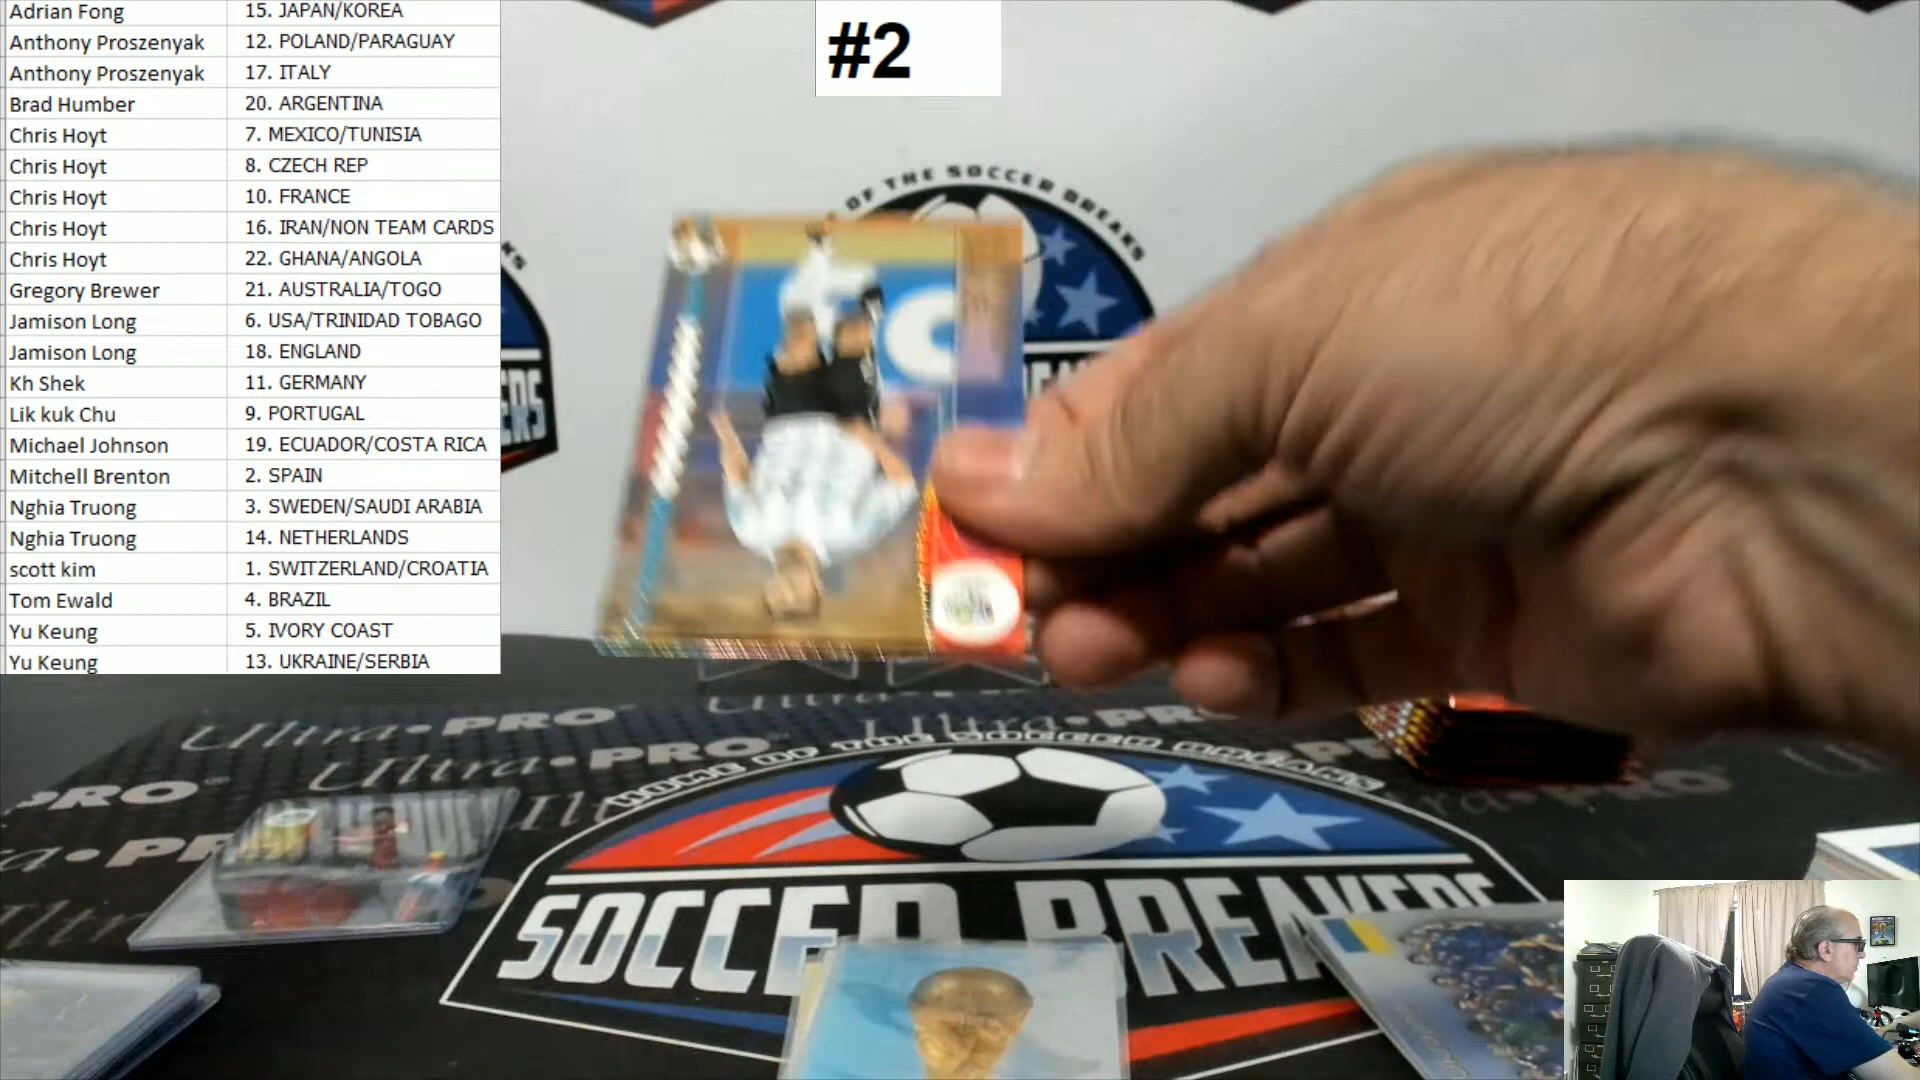 Adrian Fong 15. JAPAN/KOREA
Anthony Proszenyak 12. POLAND/PARAGUAY
Anthony Proszenyak 17. ITALY
Brad Humber 20. ARGENTINA
Chris Hoyt 7. MEXICO/TUNISIA
Chris Hoyt 8. CZECH REP
Chris Hoyt 10. FRANCE
Chris Hoyt 16. IRAN/NON TEAM CARDS
Chris Hoyt 22. GHANA/ANGOLA
Gregory Brewer 21. AUSTRALIA/TOGO
Jamison Long 6. USA/TRINIDAD TOBAGO
Jamison Long 18. ENGLAND
Kh Shek 11. GERMANY
Lik kuk Chu 9. PORTUGAL
Michael Johnson 19. ECUADOR/COSTA RICA
Mitchell Brenton 2. SPAIN
Nghia Truong 3. SWEDEN/SAUDI ARABIA
Nghia Truong 14. NETHERLANDS
scott kim 1. SWITZERLAND/CROATIA
Tom Ewald 4. BRAZIL
Yu Keung 5. IVORY COAST
Yu Keung 13. UKRAINE/SERBIA
#2
OF THE SOCCER BREAKS
Ultra PRO
Ultra PRO
Ultra PRO
HOME OF THE SOCCER BREAKS
SOCCER BREAKERS